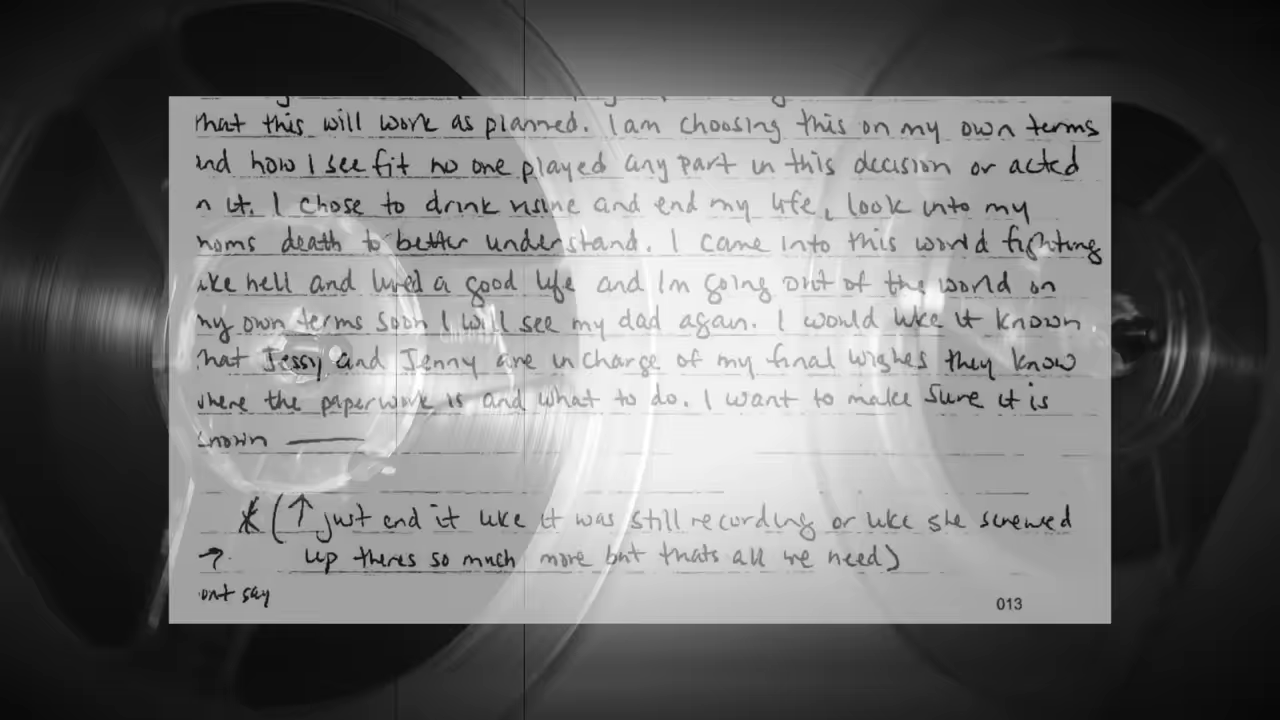 that this will work as planned. I am choosing this on my own terms
and how I see fit no one played any part in this decision or acted
n it. I chose to drink visine and end my life, look into my
moms death to better understand. I came into this world fighting
ike hell and lived a good life and Im going out of the world on
my own terms soon I will see my dad again. I would like it known
hat Jessy and Jenny are in charge of my final wishes they know
where the paperwork is and what to do. I want to make sure it is
known ——
* (↑ just end it like it was still recording or like she screwed
→ up theres so much more but thats all we need)
ont say
013